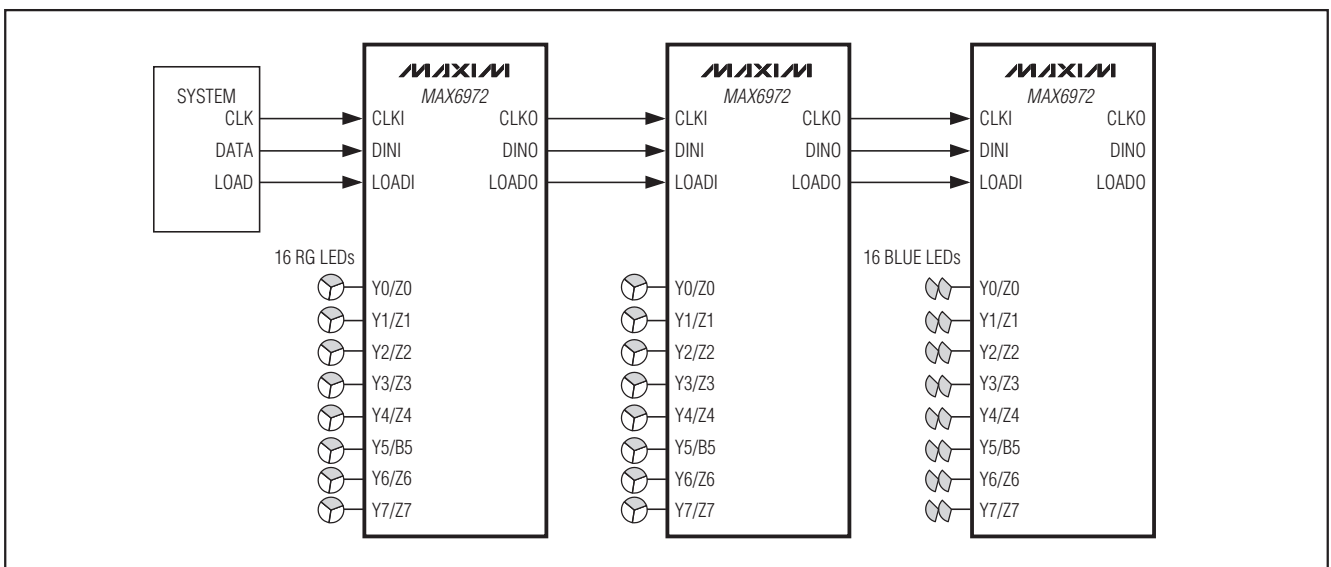 SYSTEM
CLK
DATA
LOAD
MAXIM
MAX6972
CLKI CLKO
DINI DINO
LOADI LOADO
16 RG LEDs
Y0/Z0
Y1/Z1
Y2/Z2
Y3/Z3
Y4/Z4
Y5/B5
Y6/Z6
Y7/Z7
MAXIM
MAX6972
CLKI CLKO
DINI DINO
LOADI LOADO
Y0/Z0
Y1/Z1
Y2/Z2
Y3/Z3
Y4/Z4
Y5/B5
Y6/Z6
Y7/Z7
MAXIM
MAX6972
CLKI CLKO
DINI DINO
LOADI LOADO
16 BLUE LEDs
Y0/Z0
Y1/Z1
Y2/Z2
Y3/Z3
Y4/Z4
Y5/B5
Y6/Z6
Y7/Z7